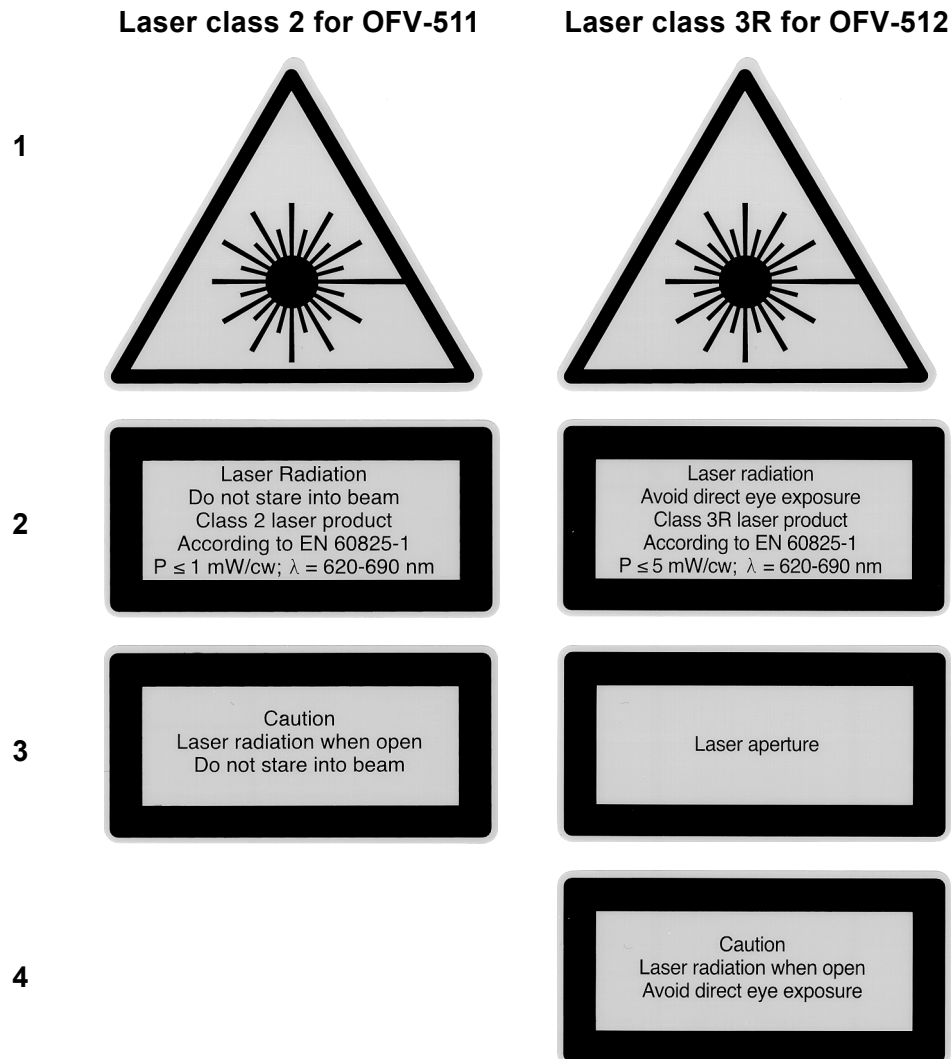 Laser class 2 for OFV-511
Laser class 3R for OFV-512
1
2
Laser Radiation
Do not stare into beam
Class 2 laser product
According to EN 60825-1
P ≤ 1 mW/cw; λ = 620-690 nm
Laser radiation
Avoid direct eye exposure
Class 3R laser product
According to EN 60825-1
P ≤ 5 mW/cw; λ = 620-690 nm
3
Caution
Laser radiation when open
Do not stare into beam
Laser aperture
4
Caution
Laser radiation when open
Avoid direct eye exposure